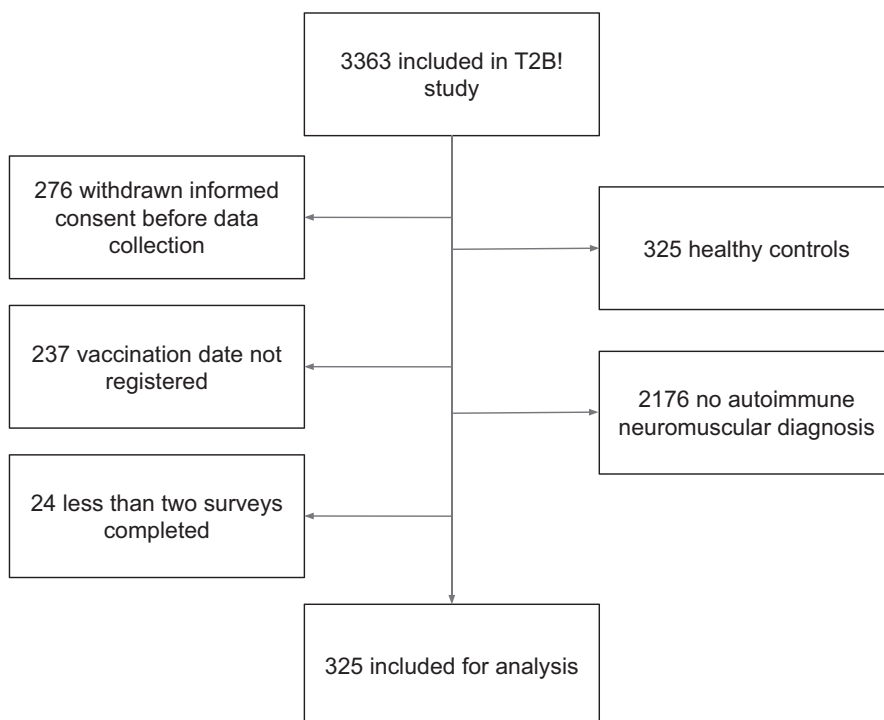 3363 included in T2B!
study
276 withdrawn informed
consent before data
collection
325 healthy controls
237 vaccination date not
registered
2176 no autoimmune
neuromuscular diagnosis
24 less than two surveys
completed
325 included for analysis